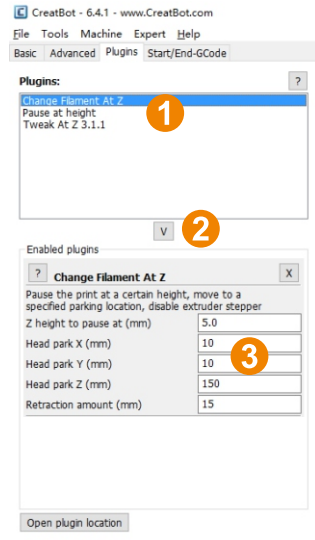 CreatBot - 6.4.1 - www.CreatBot.com
File Tools Machine Expert Help
Basic Advanced Plugins Start/End-GCode
Plugins: ?
Change Filament At Z
Pause at height
Tweak At Z 3.1.1
1
V 2
Enabled plugins
? Change Filament At Z X
Pause the print at a certain height, move to a
specified parking location, disable extruder stepper
Z height to pause at (mm) 5.0
Head park X (mm) 10
Head park Y (mm) 10
3
Head park Z (mm) 150
Retraction amount (mm) 15
Open plugin location